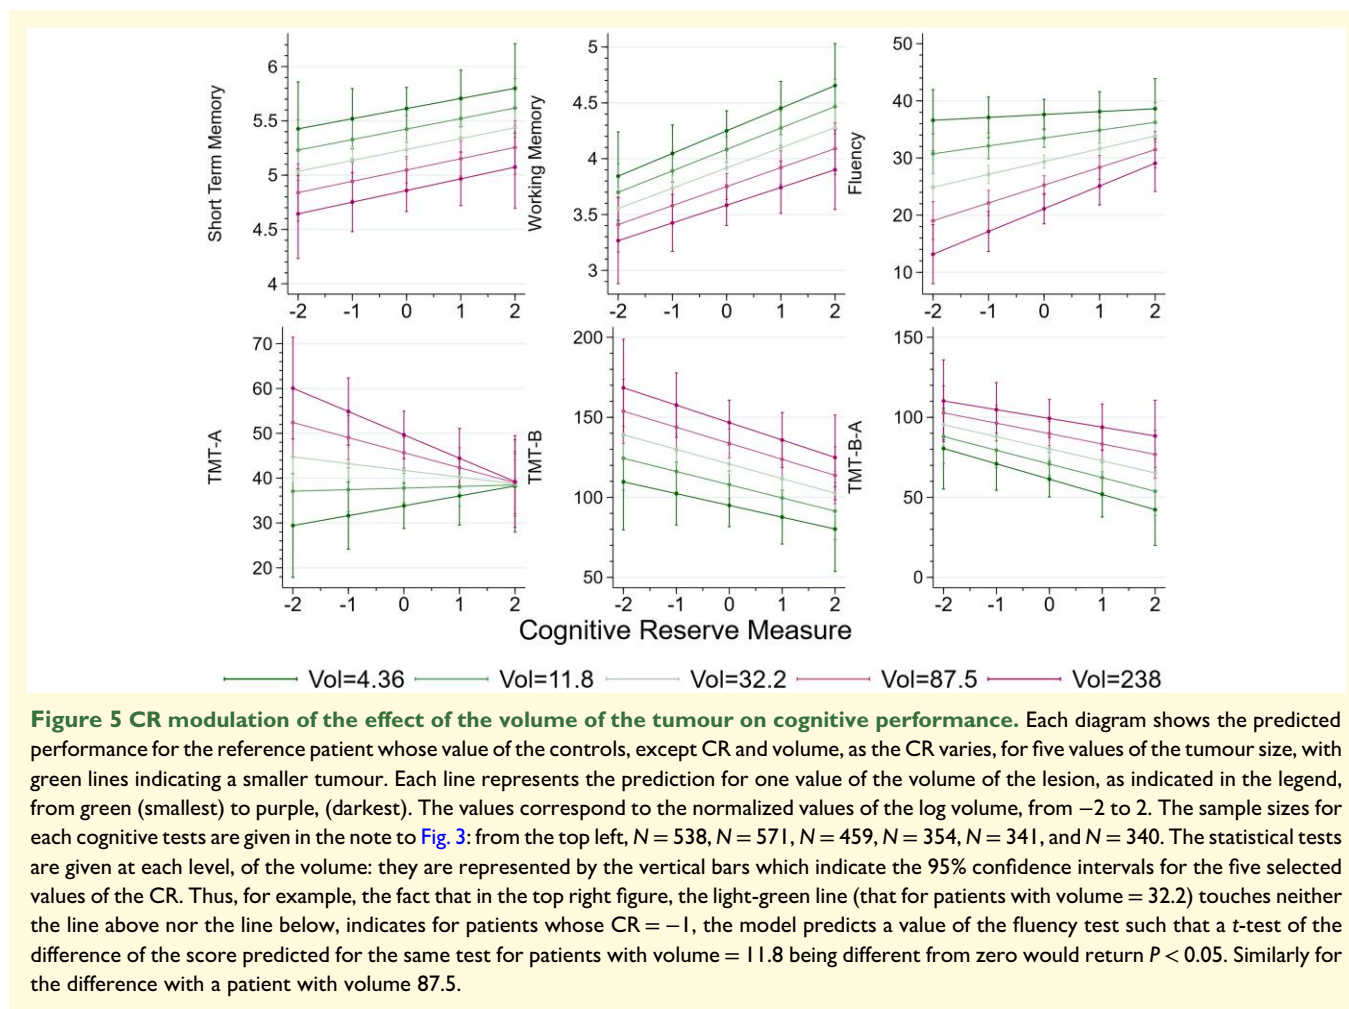 Short Term Memory
6
5.5
5
4.5
4
-2 -1 0 1 2
Working Memory
5
4.5
4
3.5
3
-2 -1 0 1 2
Fluency
50
40
30
20
10
-2 -1 0 1 2
TMT-A
70
60
50
40
30
20
-2 -1 0 1 2
TMT-B
200
150
100
50
-2 -1 0 1 2
TMT-B-A
150
100
50
0
-2 -1 0 1 2
Cognitive Reserve Measure
Vol=4.36 Vol=11.8 Vol=32.2 Vol=87.5 Vol=238
Figure 5 CR modulation of the effect of the volume of the tumour on cognitive performance. Each diagram shows the predicted
performance for the reference patient whose value of the controls, except CR and volume, as the CR varies, for five values of the tumour size, with
green lines indicating a smaller tumour. Each line represents the prediction for one value of the volume of the lesion, as indicated in the legend,
from green (smallest) to purple, (darkest). The values correspond to the normalized values of the log volume, from −2 to 2. The sample sizes for
each cognitive tests are given in the note to Fig. 3: from the top left, N = 538, N = 571, N = 459, N = 354, N = 341, and N = 340. The statistical tests
are given at each level, of the volume: they are represented by the vertical bars which indicate the 95% confidence intervals for the five selected
values of the CR. Thus, for example, the fact that in the top right figure, the light-green line (that for patients with volume = 32.2) touches neither
the line above nor the line below, indicates for patients whose CR = −1, the model predicts a value of the fluency test such that a t-test of the
difference of the score predicted for the same test for patients with volume = 11.8 being different from zero would return P < 0.05. Similarly for
the difference with a patient with volume 87.5.